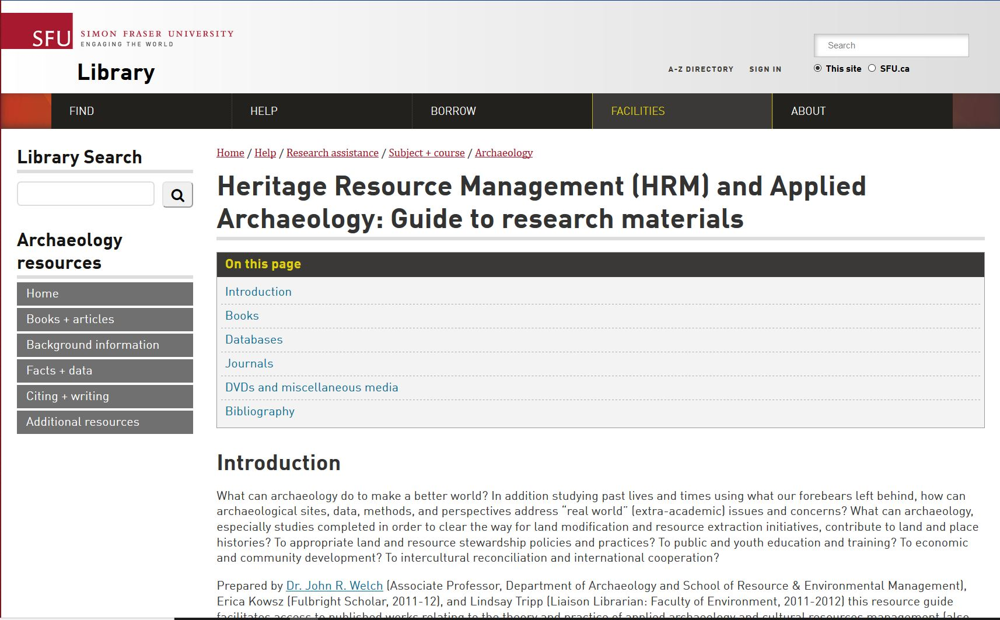 SFU
SIMON FRASER UNIVERSITY
ENGAGING THE WORLD
Library
Search
A-Z DIRECTORY SIGN IN
This site SFU.ca
FIND HELP BORROW FACILITIES ABOUT
Library Search
Archaeology
resources
Home
Books + articles
Background information
Facts + data
Citing + writing
Additional resources
Home / Help / Research assistance / Subject + course / Archaeology
Heritage Resource Management (HRM) and Applied
Archaeology: Guide to research materials
On this page
Introduction
Books
Databases
Journals
DVDs and miscellaneous media
Bibliography
Introduction
What can archaeology do to make a better world? In addition studying past lives and times using what our forebears left behind, how can
archaeological sites, data, methods, and perspectives address “real world” (extra-academic) issues and concerns? What can archaeology,
especially studies completed in order to clear the way for land modification and resource extraction initiatives, contribute to land and place
histories? To appropriate land and resource stewardship policies and practices? To public and youth education and training? To economic
and community development? To intercultural reconciliation and international cooperation?
Prepared by Dr. John R. Welch (Associate Professor, Department of Archaeology and School of Resource & Environmental Management),
Erica Kowsz (Fulbright Scholar, 2011-12), and Lindsay Tripp (Liaison Librarian: Faculty of Environment, 2011-2012) this resource guide
facilitates access to published works relating to the theory and practice of applied archaeology and cultural resources management (also